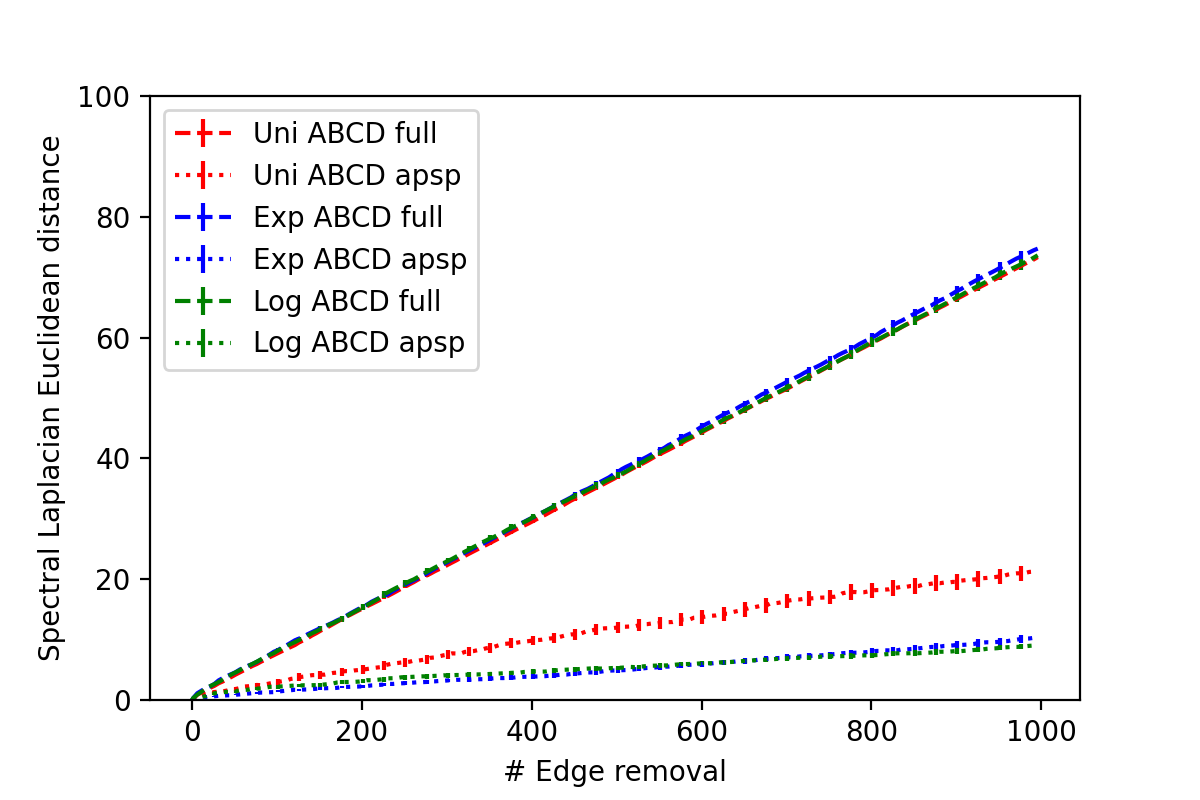 100
80
60
40
20
0
Spectral Laplacian Euclidean distance
Uni ABCD full
Uni ABCD apsp
Exp ABCD full
Exp ABCD apsp
Log ABCD full
Log ABCD apsp
0 200 400 600 800 1000
# Edge removal